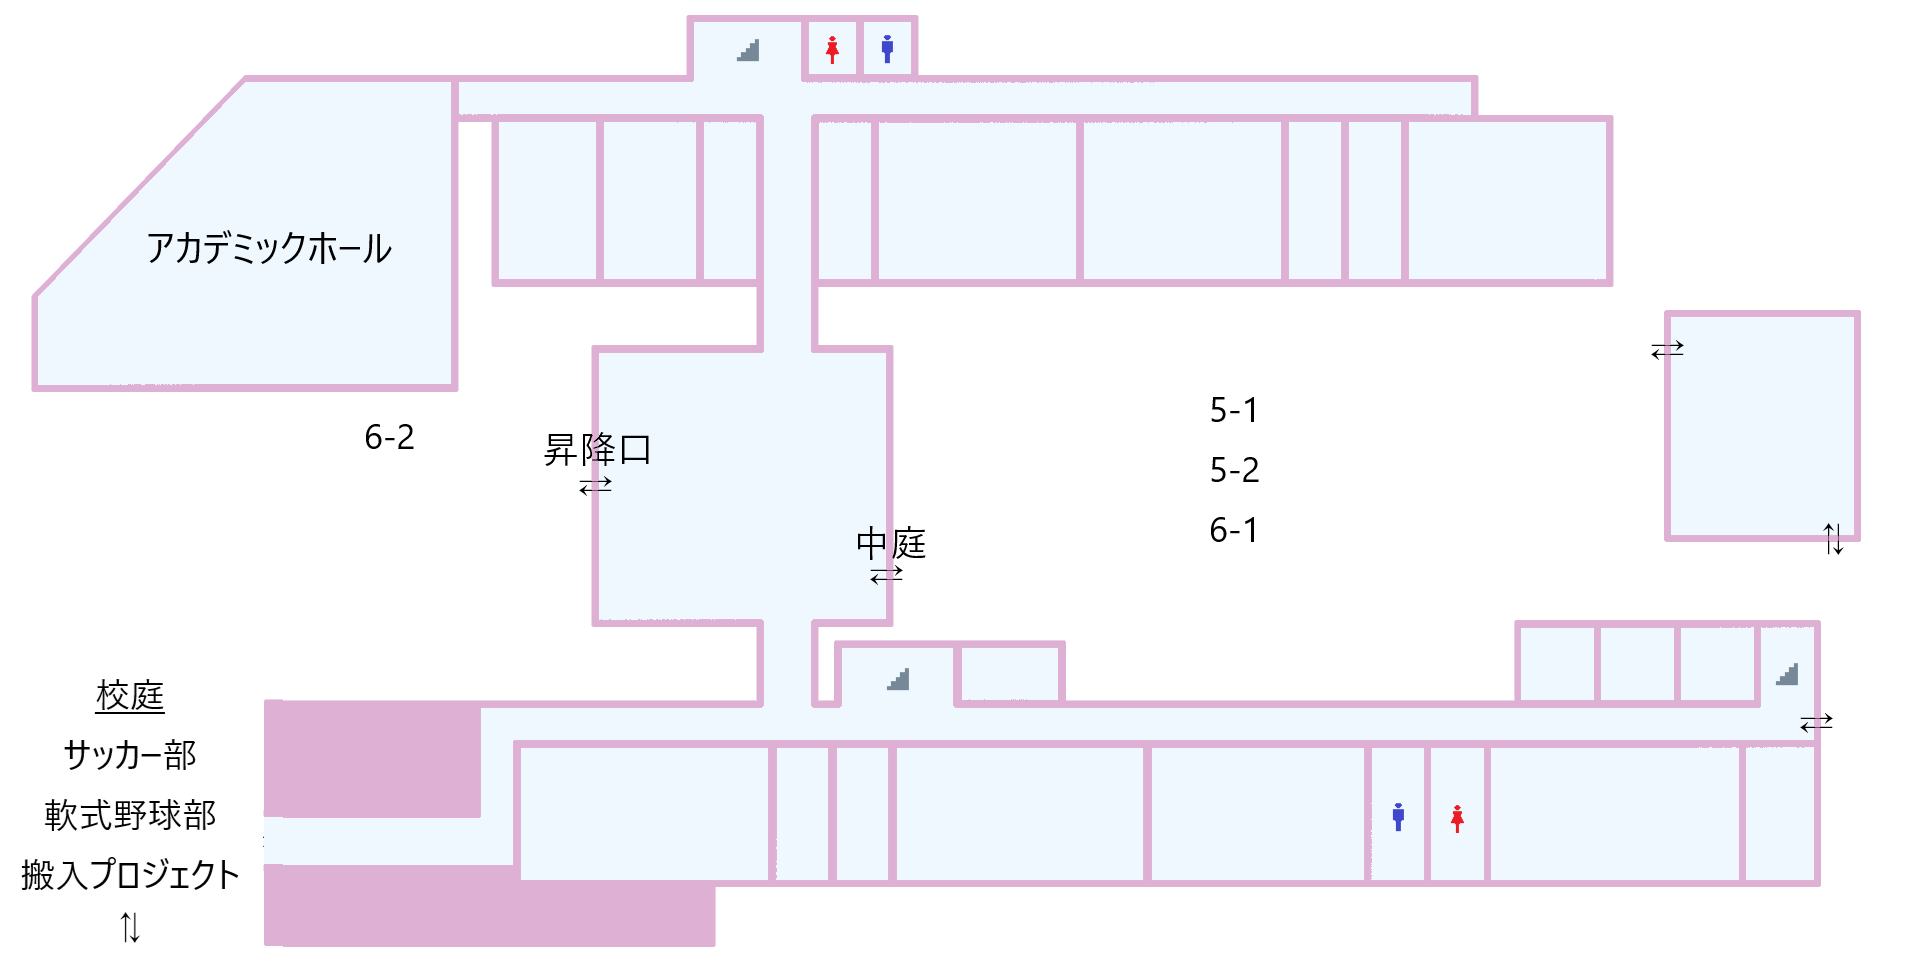 アカデミックホール
6-2
昇降口
5-1
5-2
6-1
中庭
校庭
サッカー部
軟式野球部
搬入プロジェクト